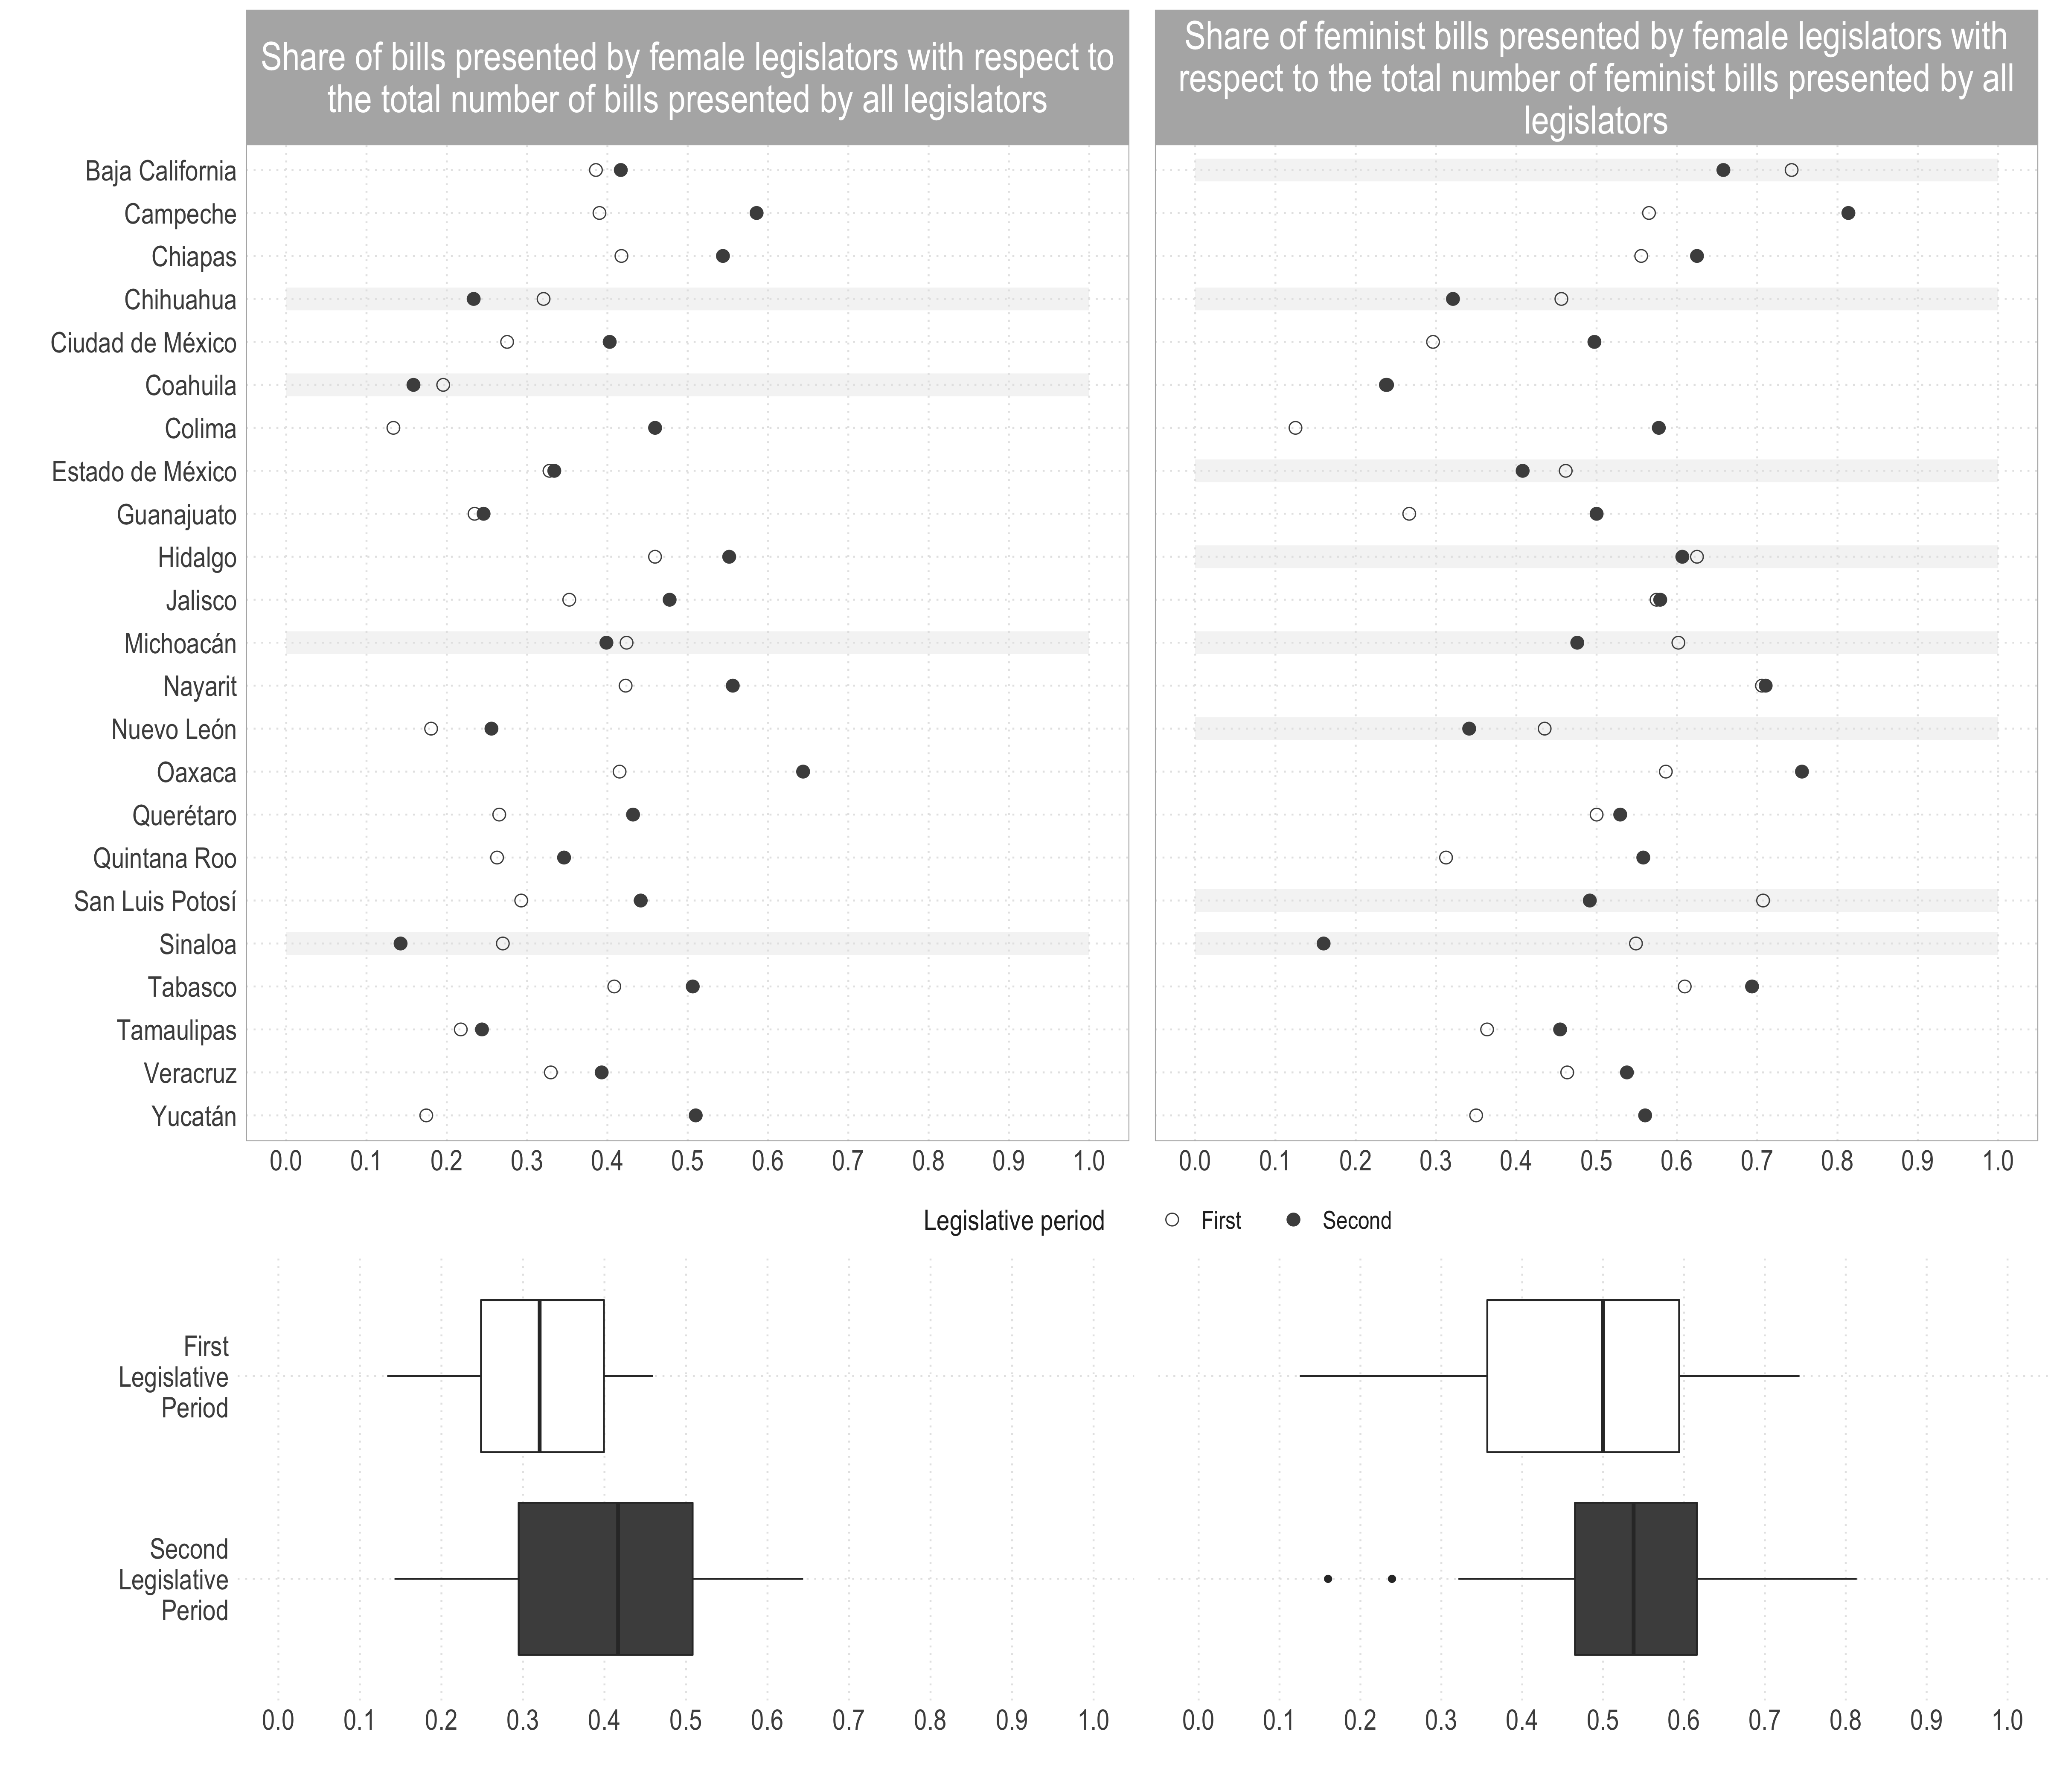 Share of bills presented by female legislators with respect to
the total number of bills presented by all legislators
Share of feminist bills presented by female legislators with
respect to the total number of feminist bills presented by all
legislators
Baja California
Campeche
Chiapas
Chihuahua
Ciudad de México
Coahuila
Colima
Estado de México
Guanajuato
Hidalgo
Jalisco
Michoacán
Nayarit
Nuevo León
Oaxaca
Querétaro
Quintana Roo
San Luis Potosí
Sinaloa
Tabasco
Tamaulipas
Veracruz
Yucatán
0.0 0.1 0.2 0.3 0.4 0.5 0.6 0.7 0.8 0.9 1.0
0.0 0.1 0.2 0.3 0.4 0.5 0.6 0.7 0.8 0.9 1.0
Legislative period First Second
First
Legislative
Period
Second
Legislative
Period
0.0 0.1 0.2 0.3 0.4 0.5 0.6 0.7 0.8 0.9 1.0
0.0 0.1 0.2 0.3 0.4 0.5 0.6 0.7 0.8 0.9 1.0